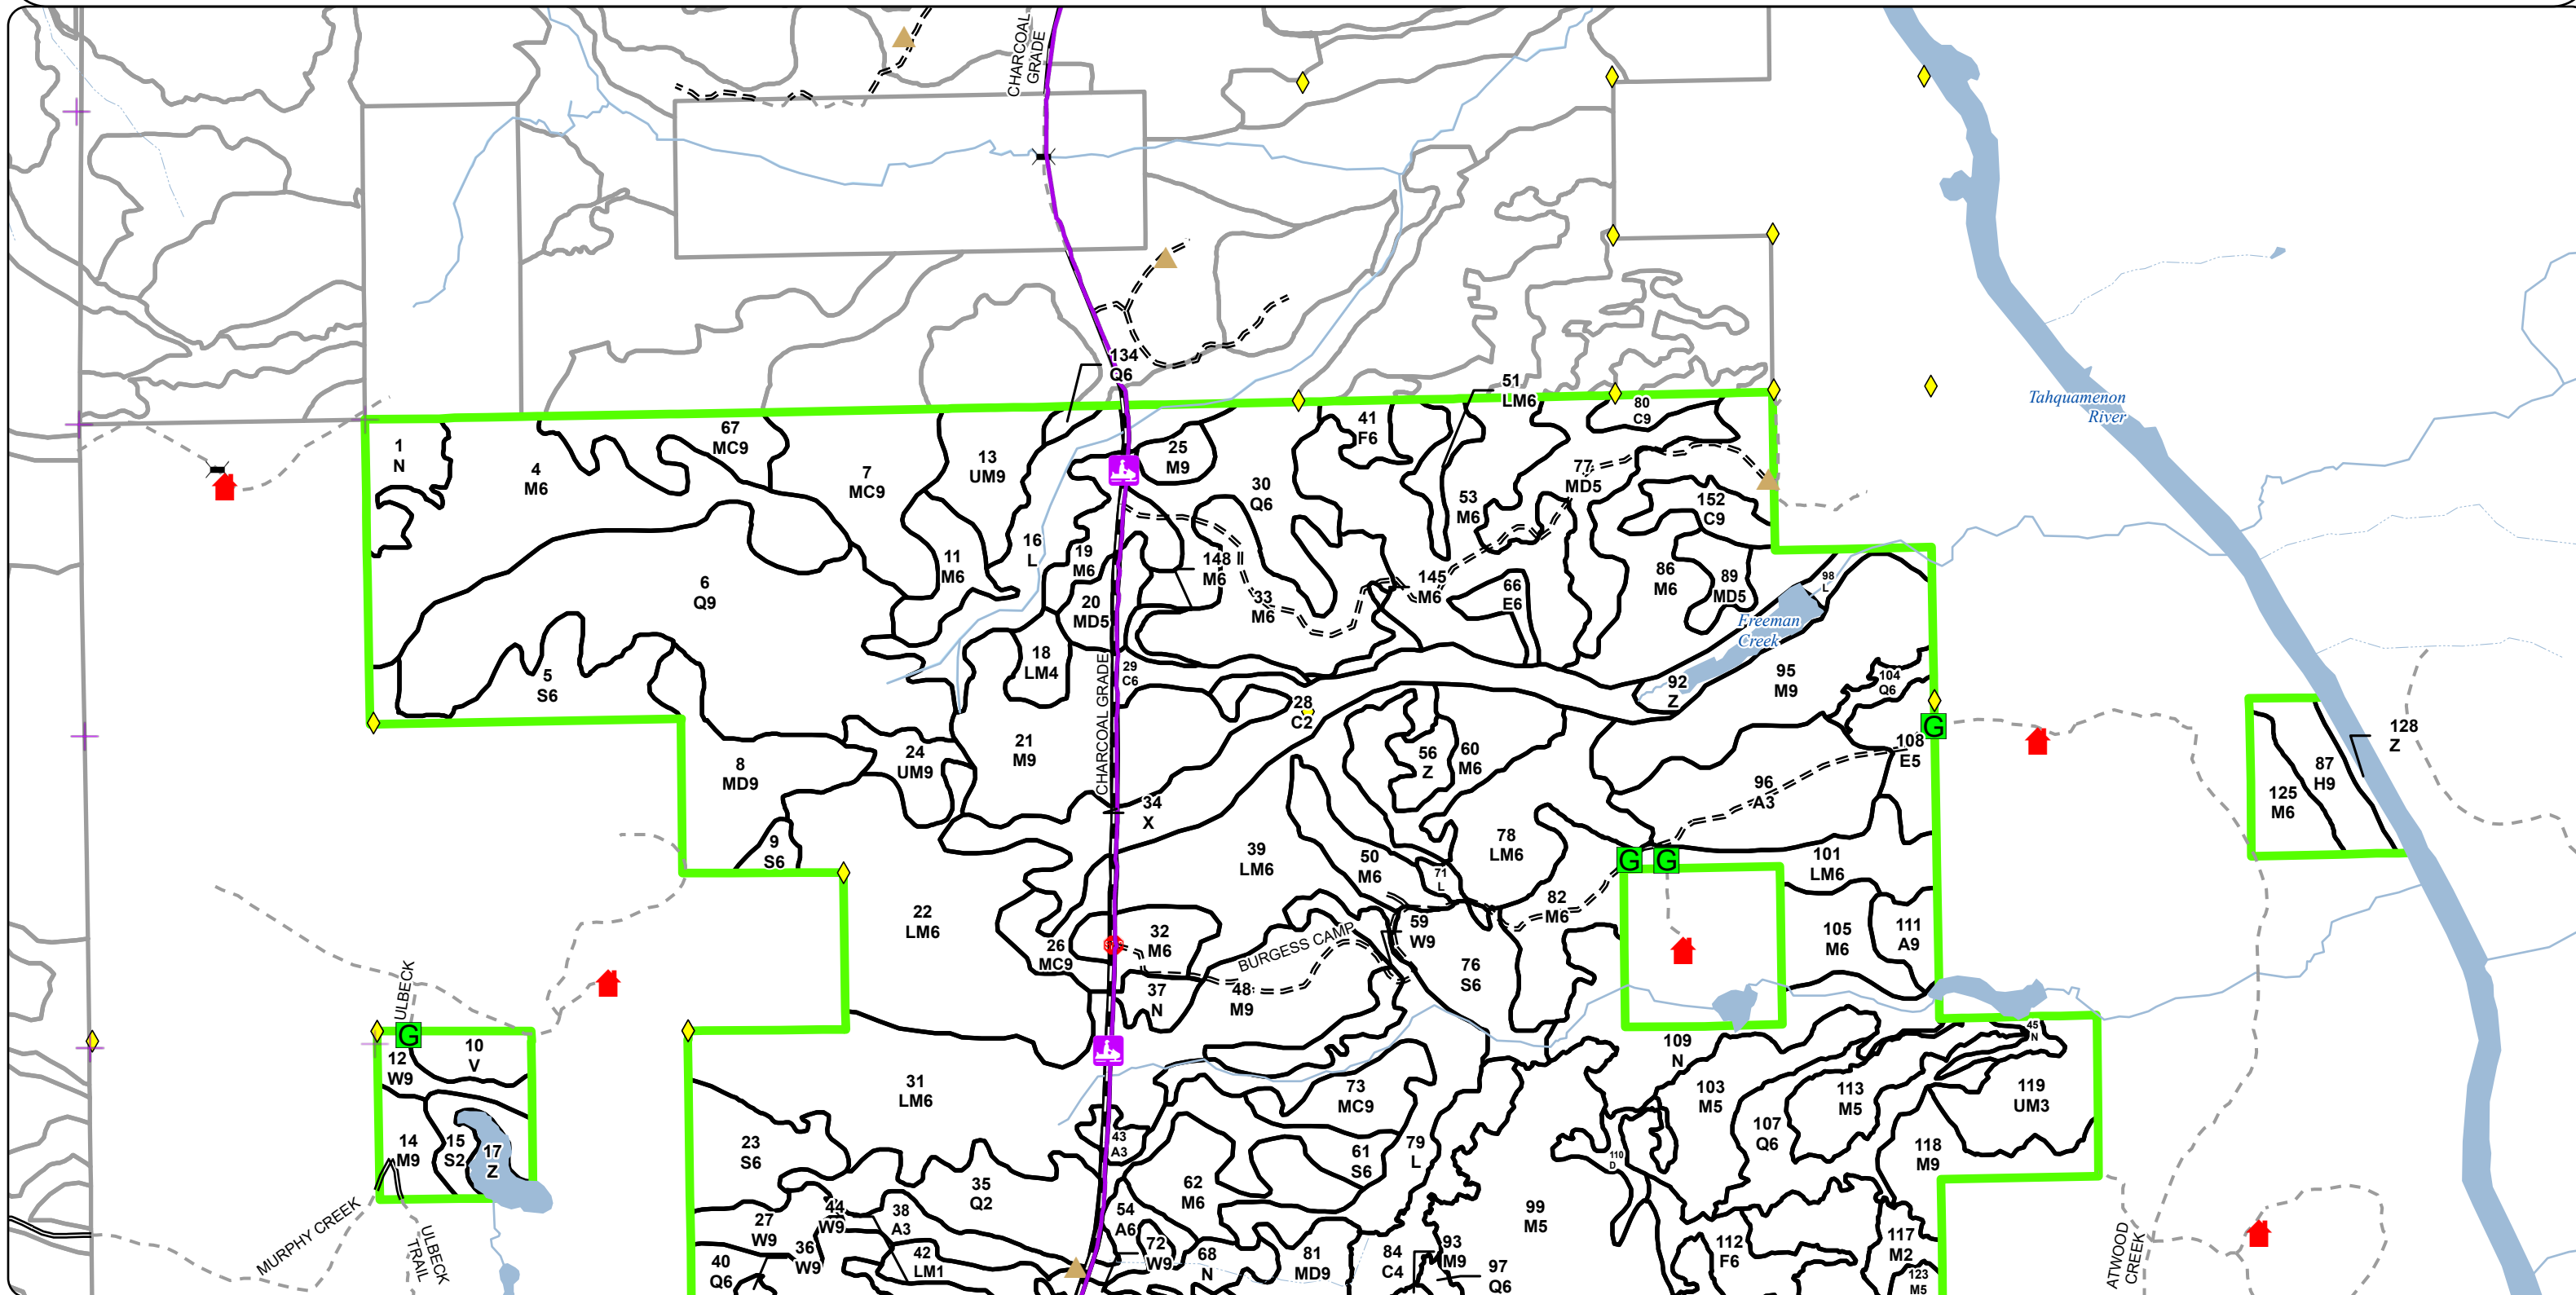 CHARCOAL
GRADE
134
Q6
51
LM6
80
C9
Tahquamenon
River
1
N
4
M6
67
MC9
7
MC9
13
UM9
25
M9
41
F6
30
Q6
53
M6
77
MD5
152
C9
16
L
19
M6
11
M6
6
Q9
20
MD5
148
M6
33
M6
145
M6
66
E6
86
M6
89
MD5
98
L
Freeman
Creek
5
S6
18
LM4
29
C6
CHARCOAL GRADE
28
C2
92
Z
95
M9
104
Q6
G
108
E5
128
Z
87
H9
125
M6
8
MD9
24
UM9
21
M9
34
X
56
Z
60
M6
96
A3
9
S6
39
LM6
50
M6
71
L
78
LM6
82
M6
G
G
101
LM6
22
LM6
26
MC9
32
M6
BURGESS CAMP
59
W9
76
S6
105
M6
111
A9
37
N
48
M9
ULBECK
G
12
W9
10
V
14
M9
15
S2
17
Z
MURPHY CREEK
ULBECK
TRAIL
31
LM6
23
S6
43
A3
73
MC9
61
S6
79
L
109
N
103
M5
107
Q6
113
M5
45
N
119
UM3
118
M9
110
D
35
Q2
62
M6
99
M5
27
W9
44
W9
38
A3
36
W9
42
LM1
40
Q6
54
A6
72
W9
68
N
81
MD9
84
C4
93
M9
97
Q6
112
F6
117
M2
123
M5
ATWOOD
CREEK